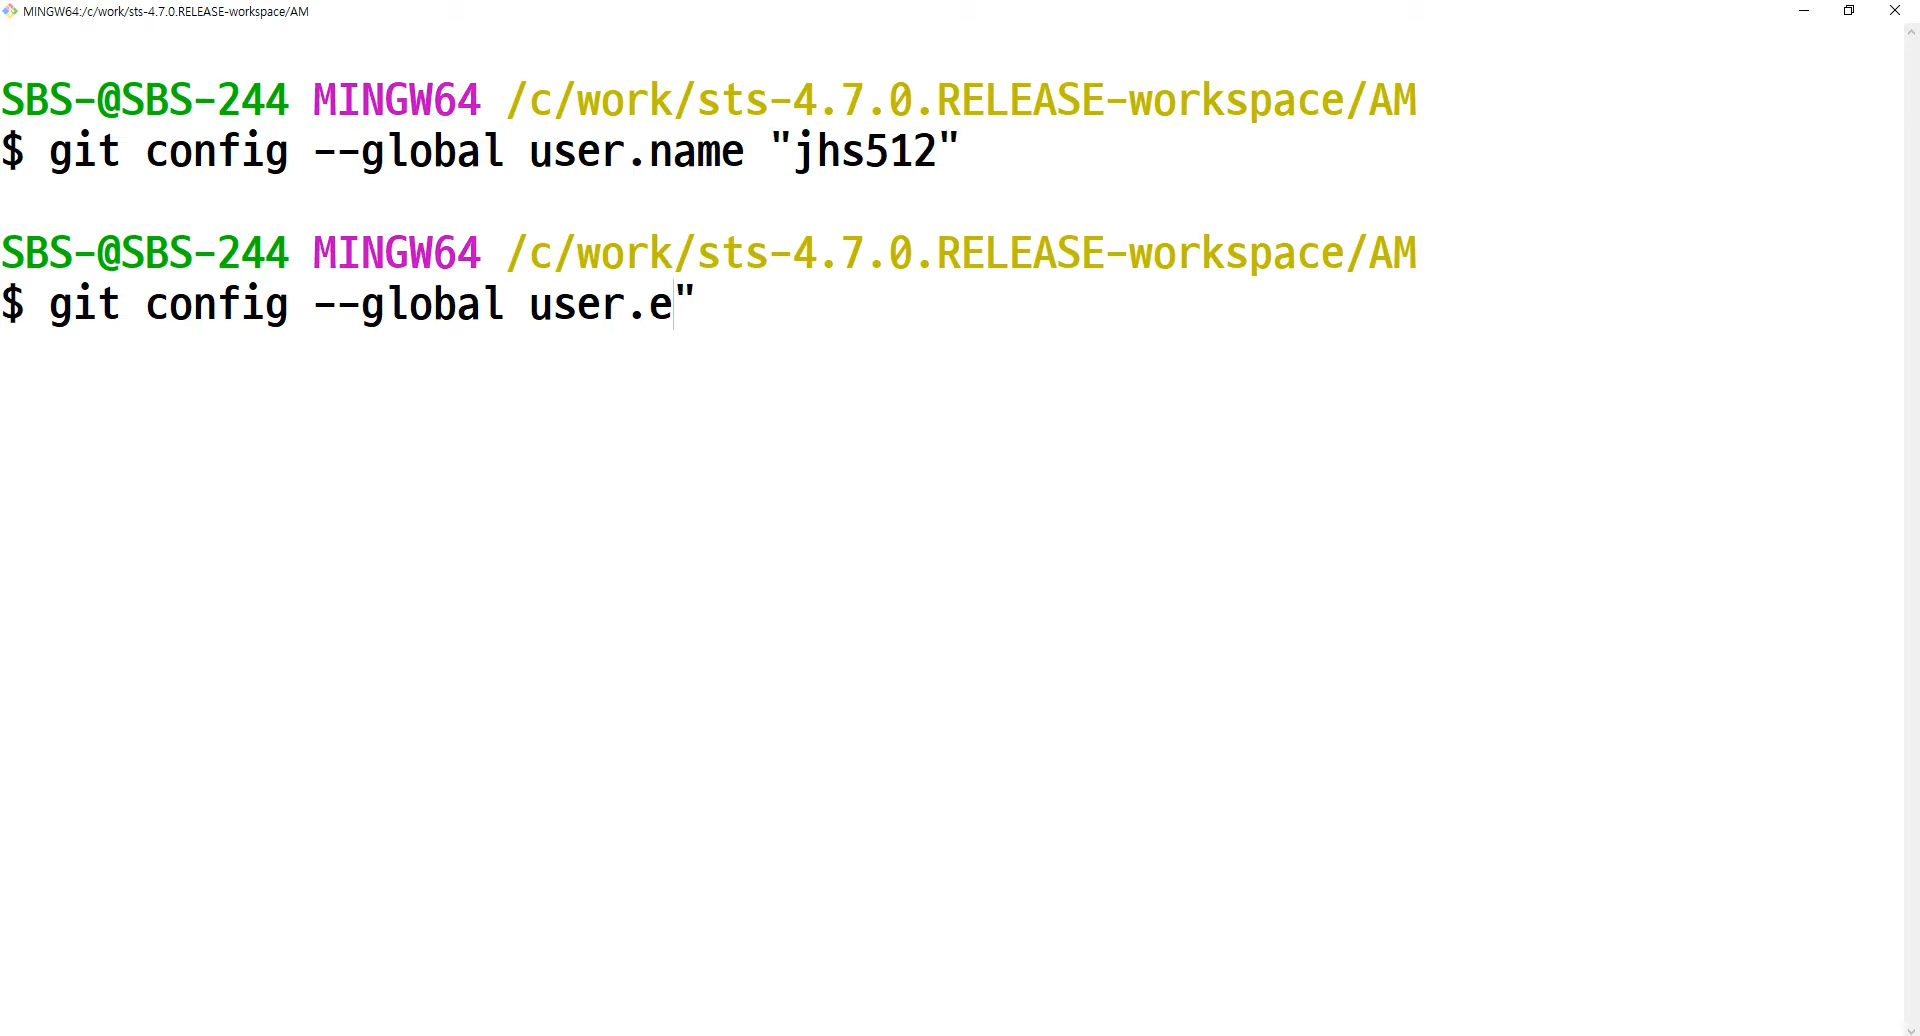 MINGW64:/c/work/sts-4.7.0.RELEASE-workspace/AM
SBS-@SBS-244 MINGW64 /c/work/sts-4.7.0.RELEASE-workspace/AM
$ git config --global user.name "jhs512"
SBS-@SBS-244 MINGW64 /c/work/sts-4.7.0.RELEASE-workspace/AM
$ git config --global user.e"